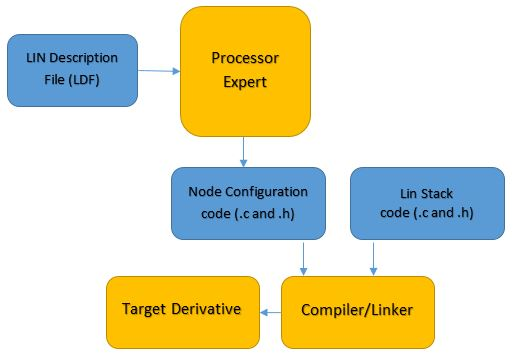 LIN Description
File (LDF)
Processor
Expert
Node Configuration
code (.c and .h)
Lin Stack
code (.c and .h)
Target Derivative
Compiler/Linker